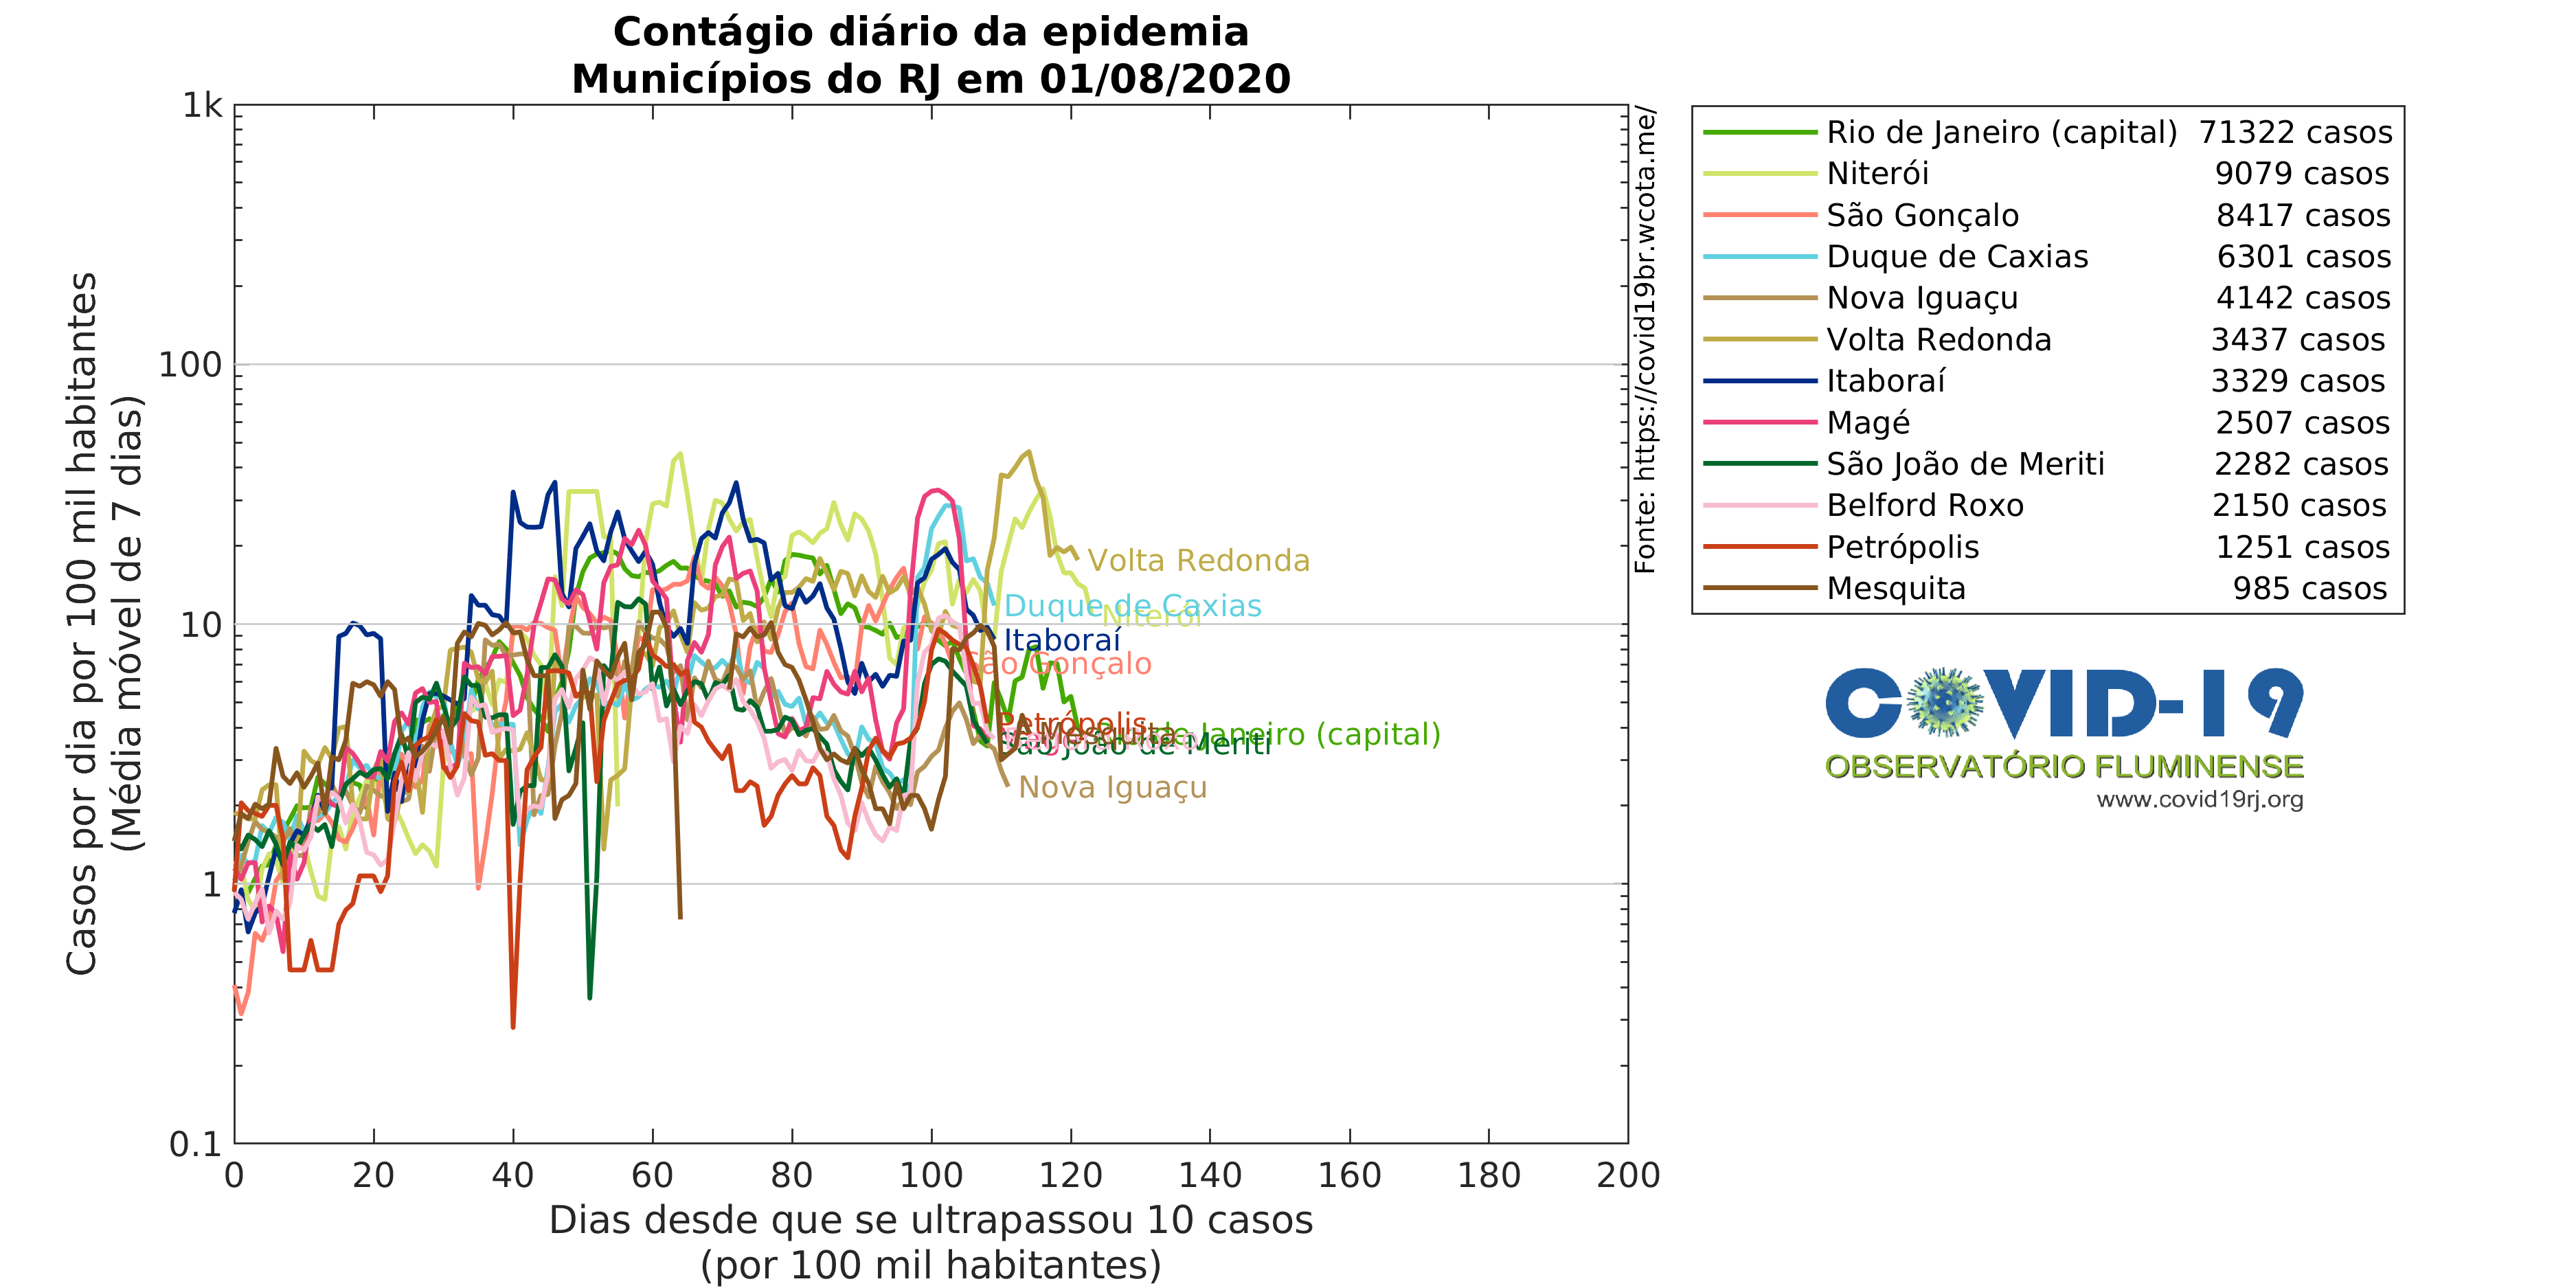 Contágio diário da epidemia
Municípios do RJ em 01/08/2020
Casos por dia por 100 mil habitantes
(Média móvel de 7 dias)
1k
100
10
1
0.1
0 20 40 60 80 100 120 140 160 180 200
Dias desde que se ultrapassou 10 casos
(por 100 mil habitantes)
Volta Redonda
Duque de Caxias
Niterói
Itaboraí
São Gonçalo
Petrópolis
Mesquita
Rio de Janeiro (capital)
São João de Meriti
Nova Iguaçu
Fonte: https://covid19br.wcota.me/
Rio de Janeiro (capital) 71322 casos
Niterói 9079 casos
São Gonçalo 8417 casos
Duque de Caxias 6301 casos
Nova Iguaçu 4142 casos
Volta Redonda 3437 casos
Itaboraí 3329 casos
Magé 2507 casos
São João de Meriti 2282 casos
Belford Roxo 2150 casos
Petrópolis 1251 casos
Mesquita 985 casos
COVID-19
OBSERVATÓRIO FLUMINENSE
www.covid19rj.org